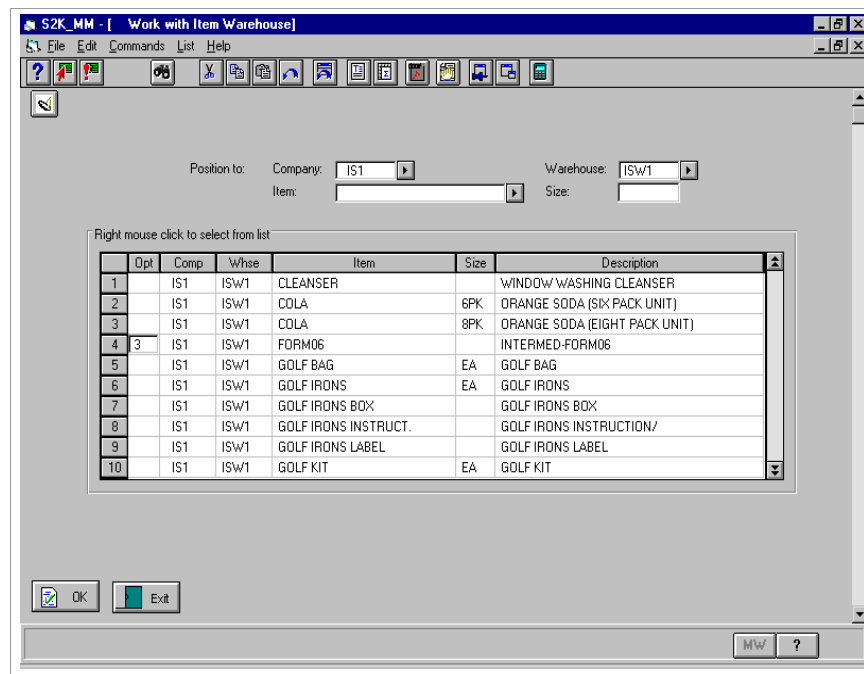 S2K_MM - [ Work with Item Warehouse]
File Edit Commands List Help
Position to: Company: IS1 Warehouse: ISW1
Item: Size:
Right mouse click to select from list
Opt Comp Whse Item Size Description
1 IS1 ISW1 CLEANSER WINDOW WASHING CLEANSER
2 IS1 ISW1 COLA 6PK ORANGE SODA (SIX PACK UNIT)
3 IS1 ISW1 COLA 8PK ORANGE SODA (EIGHT PACK UNIT)
4 3 IS1 ISW1 FORM06 INTERMED-FORM06
5 IS1 ISW1 GOLF BAG EA GOLF BAG
6 IS1 ISW1 GOLF IRONS EA GOLF IRONS
7 IS1 ISW1 GOLF IRONS BOX GOLF IRONS BOX
8 IS1 ISW1 GOLF IRONS INSTRUCT. GOLF IRONS INSTRUCTION/
9 IS1 ISW1 GOLF IRONS LABEL GOLF IRONS LABEL
10 IS1 ISW1 GOLF KIT EA GOLF KIT
OK Exit
MW ?